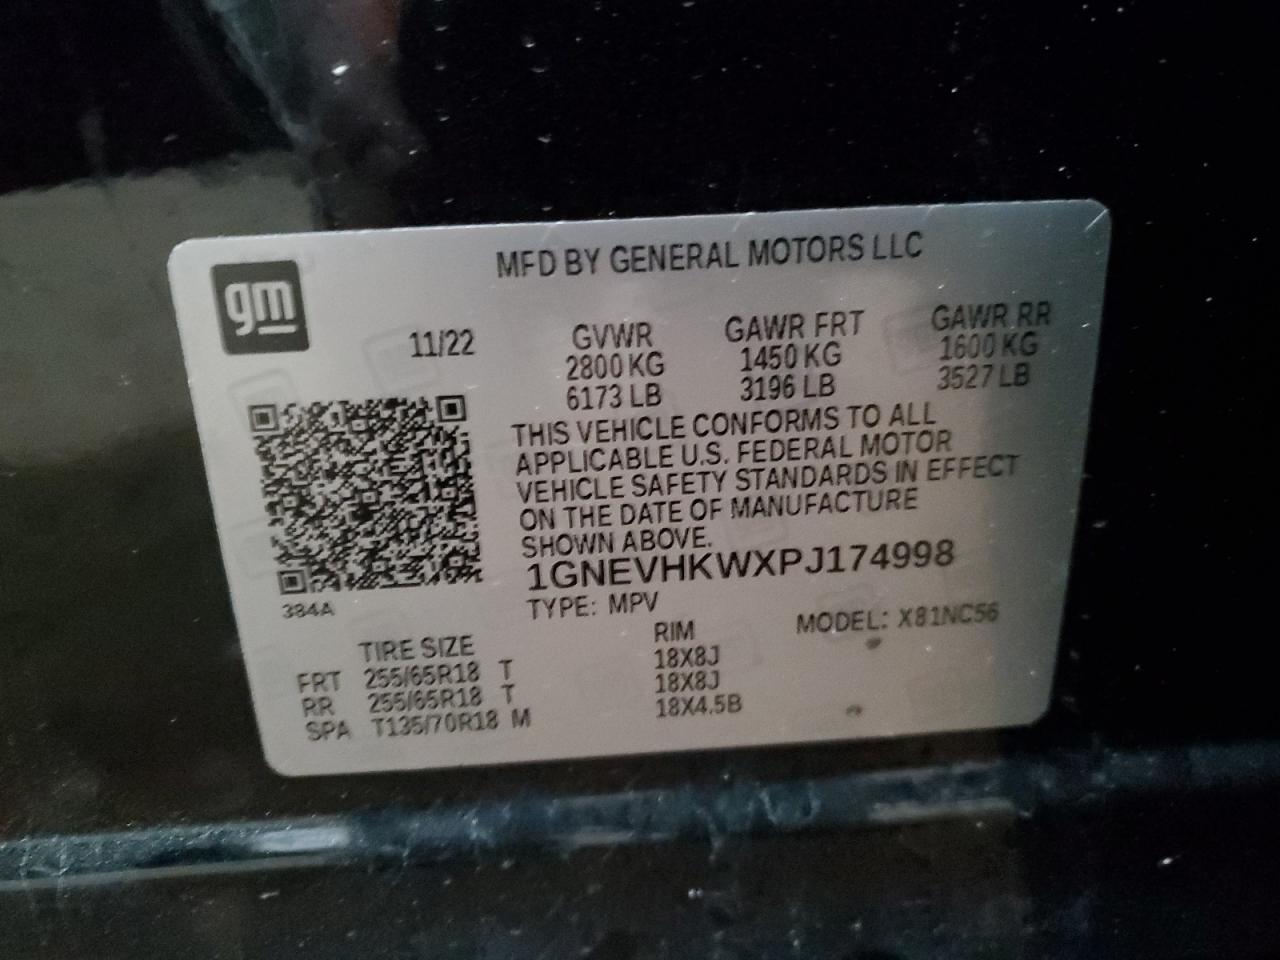 MFD BY GENERAL MOTORS LLC
gm
11/22
GVWR GAWR FRT GAWR RR
2800 KG 1450 KG 1600 KG
6173 LB 3196 LB 3527 LB
THIS VEHICLE CONFORMS TO ALL
APPLICABLE U.S. FEDERAL MOTOR
VEHICLE SAFETY STANDARDS IN EFFECT
ON THE DATE OF MANUFACTURE
SHOWN ABOVE.
1GNEVHKWXPJ174998
384A
TYPE: MPV MODEL: X81NC56
TIRE SIZE RIM
FRT 255/65R18 T 18X8J
RR 255/65R18 T 18X8J
SPA T135/70R18 M 18X4.5B